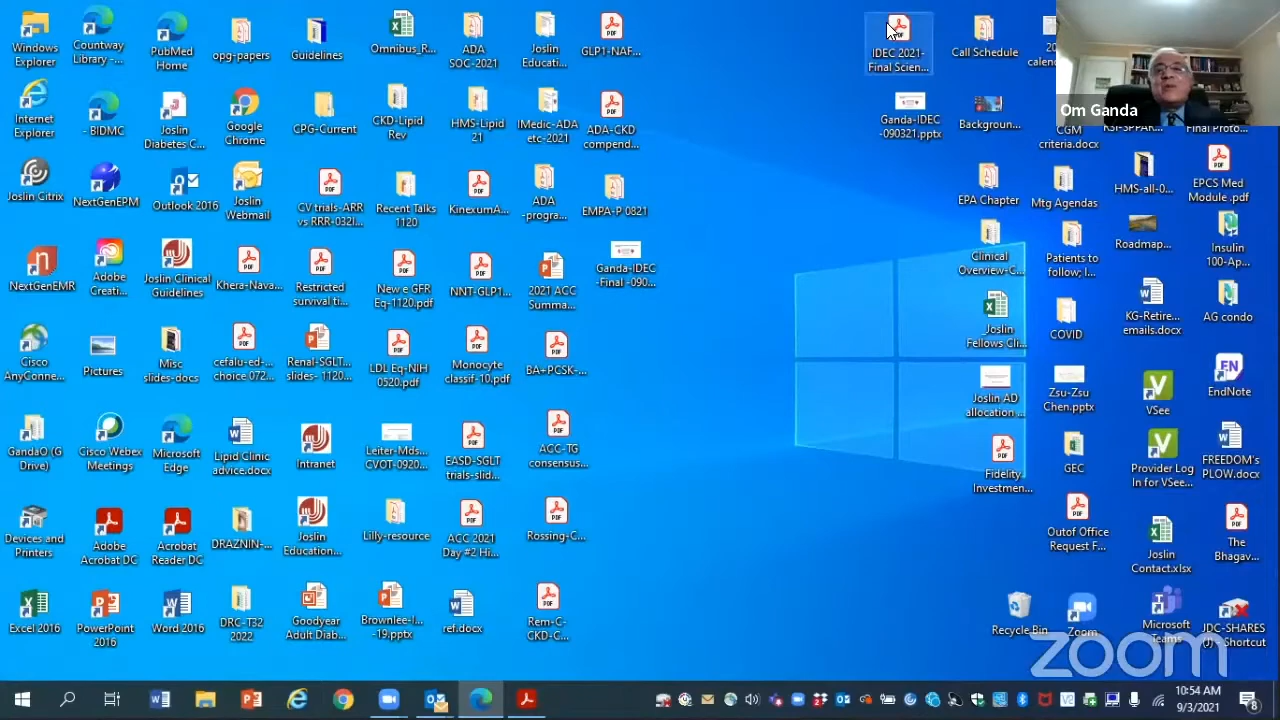 Windows
Explorer
Countway
Library -...
PubMed
Home
opg-papers
Guidelines
Omnibus_R...
ADA
SOC-2021
Joslin
Educati...
GLP1-NAF...
IDEC 2021-
Final Scien...
Call Schedule
Om Ganda
Internet
Explorer
- BIDMC
Joslin
Diabetes C...
Google
Chrome
CPG-Current
CKD-Lipid
Rev
HMS-Lipid
21
IMedic-ADA
etc-2021
ADA-CKD
compend...
Ganda-IDEC
-090321.pptx
Backgroun...
CGM
criteria.docx
Joslin Citrix
NextGenEPM
Outlook 2016
Joslin
Webmail
CV trials-ARR
vs RRR-032l...
Recent Talks
1120
KinexumA...
ADA
-progra...
EMPA-P 0821
EPA Chapter
Mtg Agendas
HMS-all-0...
EPCS Med
Module .pdf
NextGenEMR
Adobe
Creati...
Joslin Clinical
Guidelines
Khera-Nava...
Restricted
survival ti...
New e GFR
Eq-1120.pdf
NNT-GLP1...
2021 ACC
Summa...
Ganda-IDEC
-Final -090...
Clinical
Overview-C...
Patients to
follow; l...
Roadmap...
Insulin
100-Ap...
Cisco
AnyConne...
Pictures
Misc
slides-docs
cefalu-ed-...
choice 072...
Renal-SGLT...
slides- 1120...
LDL Eq-NIH
0520.pdf
Monocyte
classif-10.pdf
BA+PCSK-...
_Joslin
Fellows Cli...
COVID
KG-Retire...
emails.docx
AG condo
GandaO (G
Drive)
Cisco Webex
Meetings
Microsoft
Edge
Lipid Clinic
advice.docx
Intranet
Leiter-Mds...
CVOT-0920...
EASD-SGLT
trials-slid...
ACC-TG
consensus...
Joslin AD
allocation ...
Zsu-Zsu
Chen.pptx
VSee
EndNote
Fidelity
Investmen...
GEC
Provider Log
In for VSee...
FREEDOM's
PLOW.docx
Devices and
Printers
Adobe
Acrobat DC
Acrobat
Reader DC
DRAZNIN-...
Joslin
Education...
Lilly-resource
ACC 2021
Day #2 Hi...
Rossing-C...
Outof Office
Request F...
Joslin
Contact.xlsx
The
Bhagav...
Excel 2016
PowerPoint
2016
Word 2016
DRC-T32
2022
Goodyear
Adult Diab...
Brownlee-l...
-19.pptx
ref.docx
Rem-C-
CKD-C...
Recycle Bin
Zoom
Microsoft
Teams
JDC-SHARES
(J) - Shortcut
zoom
10:54 AM
9/3/2021
8